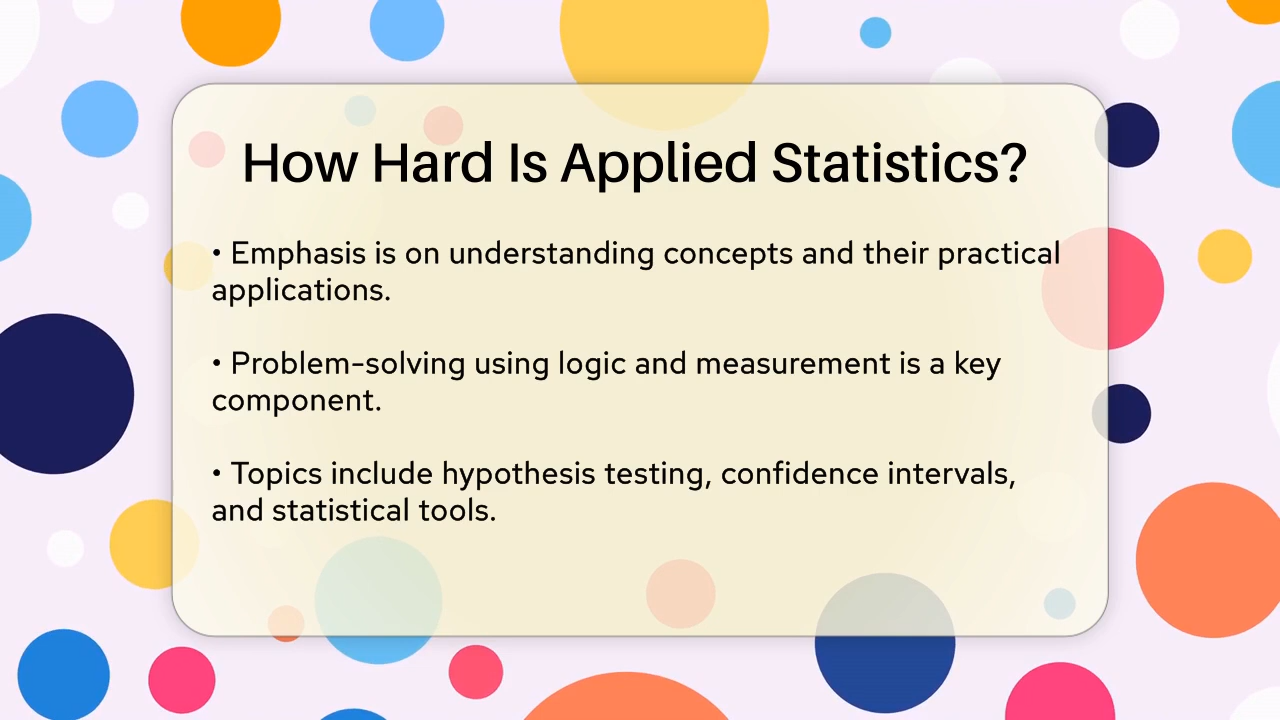 How Hard Is Applied Statistics?
• Emphasis is on understanding concepts and their practical
applications.
• Problem-solving using logic and measurement is a key
component.
• Topics include hypothesis testing, confidence intervals,
and statistical tools.